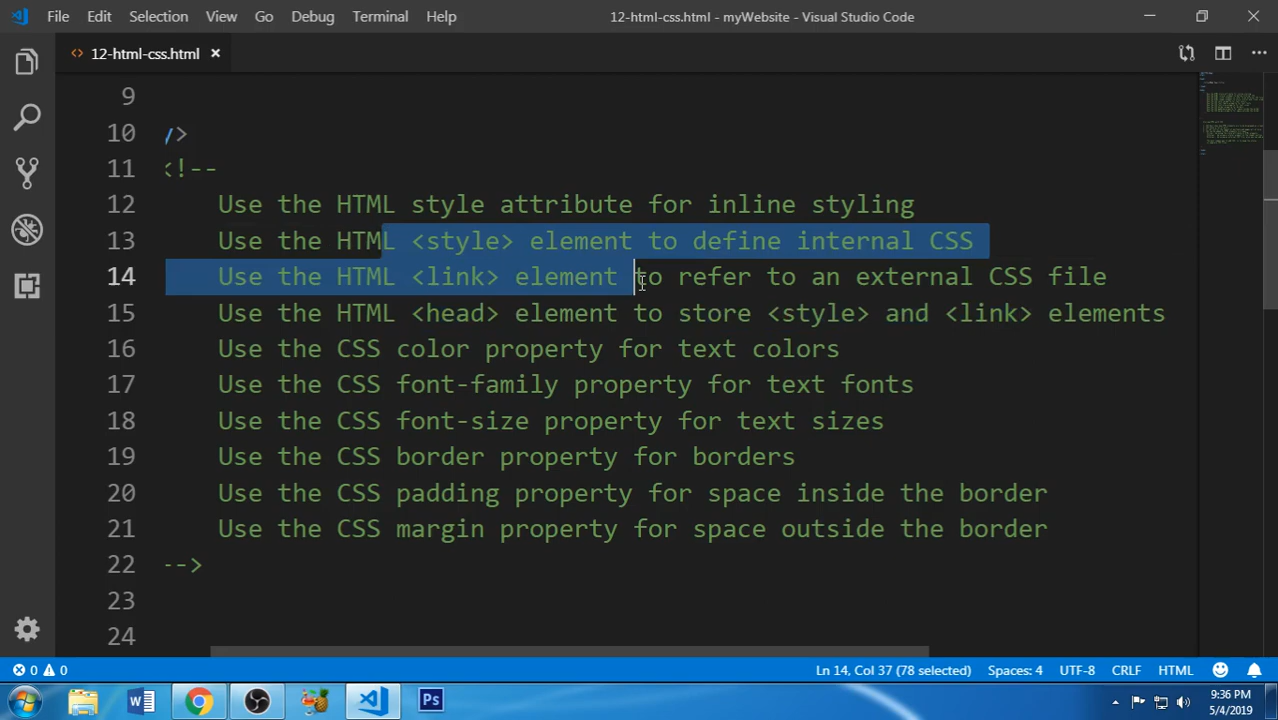 File Edit Selection View Go Debug Terminal Help 12-html-css.html - myWebsite - Visual Studio Code
12-html-css.html ×
9
10 />
11 <!--
12 Use the HTML style attribute for inline styling
13 Use the HTML <style> element to define internal CSS
14 Use the HTML <link> element to refer to an external CSS file
15 Use the HTML <head> element to store <style> and <link> elements
16 Use the CSS color property for text colors
17 Use the CSS font-family property for text fonts
18 Use the CSS font-size property for text sizes
19 Use the CSS border property for borders
20 Use the CSS padding property for space inside the border
21 Use the CSS margin property for space outside the border
22 -->
23
24
0 0 Ln 14, Col 37 (78 selected) Spaces: 4 UTF-8 CRLF HTML
W Ps 9:36 PM
5/4/2019